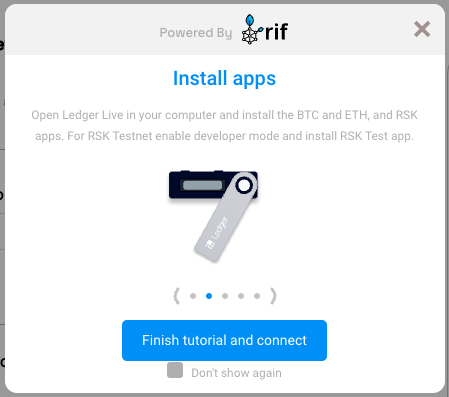 Powered By rif
Install apps
Open Ledger Live in your computer and install the BTC and ETH, and RSK
apps. For RSK Testnet enable developer mode and install RSK Test app.
Ledger
Finish tutorial and connect
Don't show again